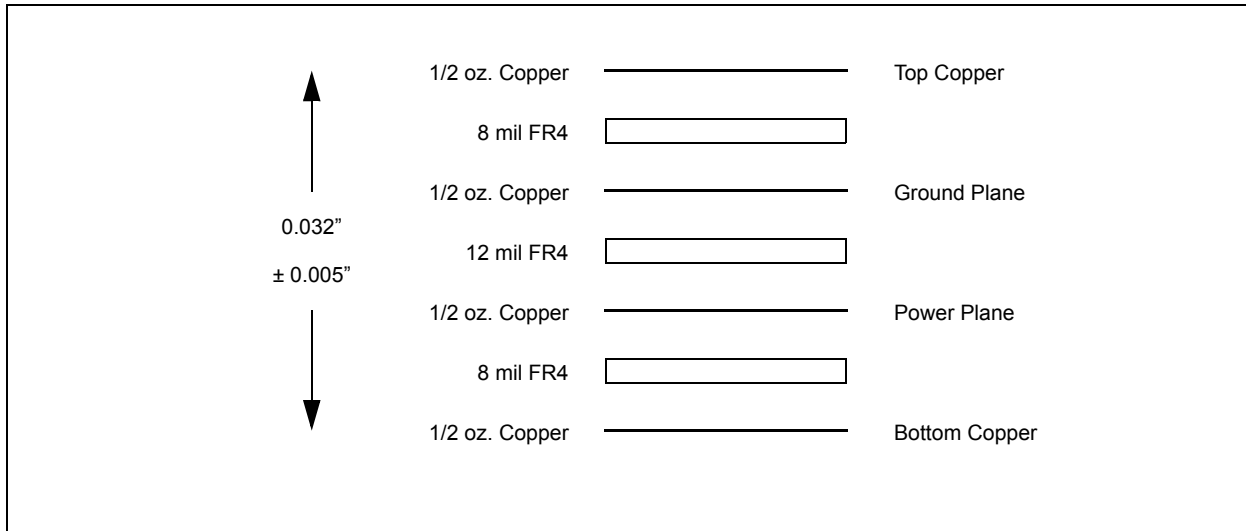 1/2 oz. Copper Top Copper
8 mil FR4
1/2 oz. Copper Ground Plane
0.032”
12 mil FR4
± 0.005”
1/2 oz. Copper Power Plane
8 mil FR4
1/2 oz. Copper Bottom Copper